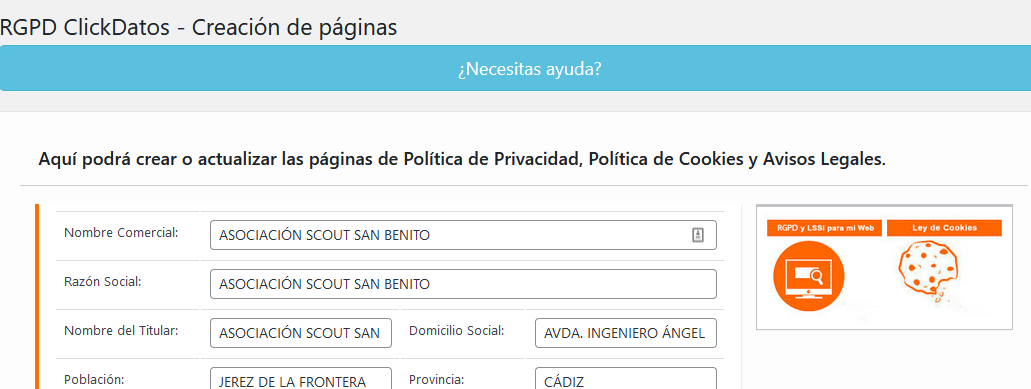 RGPD ClickDatos - Creación de páginas
¿Necesitas ayuda?
Aquí podrá crear o actualizar las páginas de Política de Privacidad, Política de Cookies y Avisos Legales.
Nombre Comercial: ASOCIACIÓN SCOUT SAN BENITO
RGPD y LSSI para mi Web Ley de Cookies
Razón Social: ASOCIACIÓN SCOUT SAN BENITO
Nombre del Titular: ASOCIACIÓN SCOUT SAN Domicilio Social: AVDA. INGENIERO ÁNGEL
Población: JEREZ DE LA FRONTERA Provincia: CÁDIZ